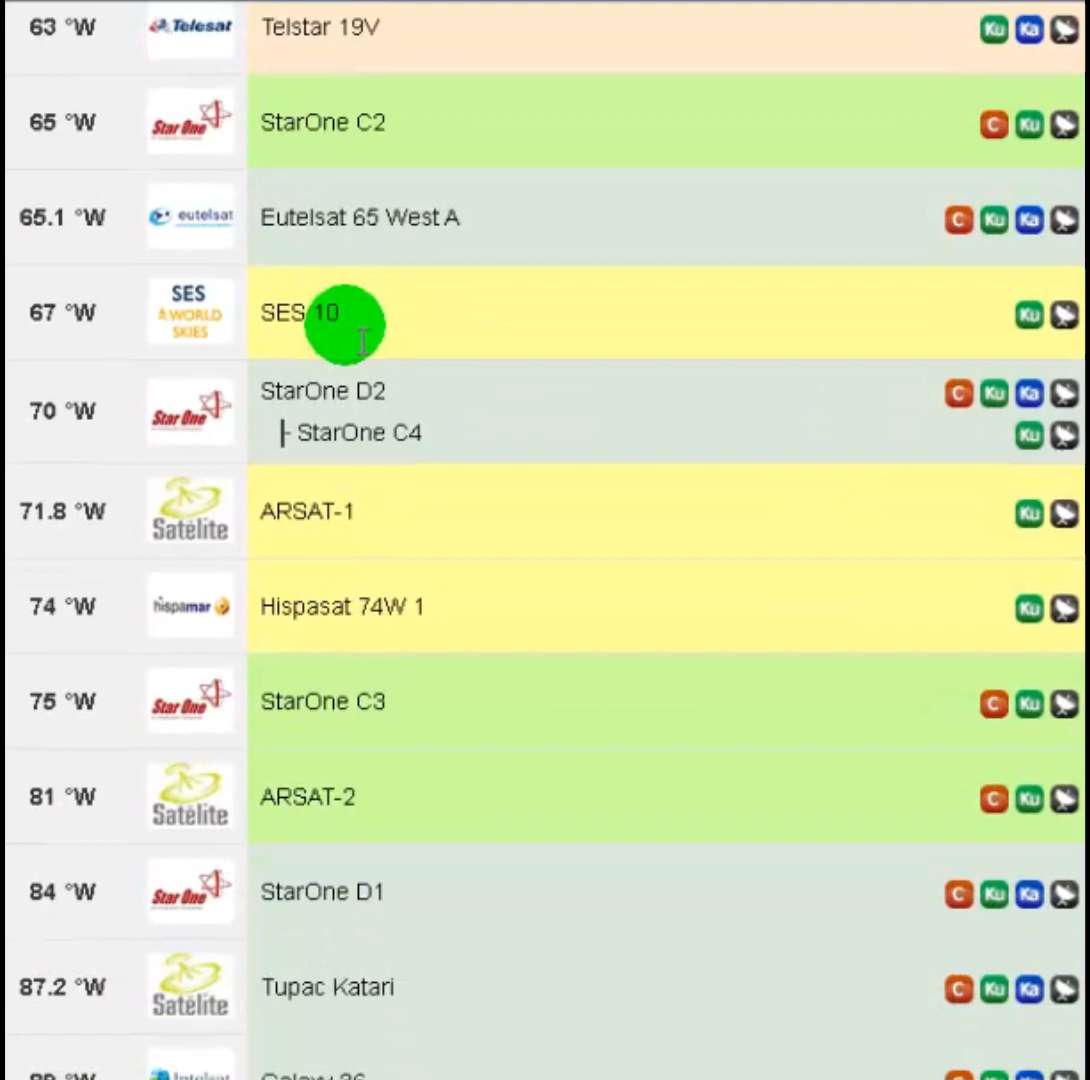 63 °W Telesat Telstar 19V Ku Ka
65 °W Star One StarOne C2 C Ku
65.1 °W eutelsat Eutelsat 65 West A C Ku Ka
67 °W SES SES 10 Ku
A WORLD
SKIES
70 °W Star One StarOne D2 C Ku Ka
├ StarOne C4 Ku
71.8 °W Satélite ARSAT-1 Ku
74 °W hispamar Hispasat 74W 1 Ku
75 °W Star One StarOne C3 C Ku
81 °W Satélite ARSAT-2 C Ku
84 °W Star One StarOne D1 C Ku Ka
87.2 °W Satélite Tupac Katari C Ku Ka